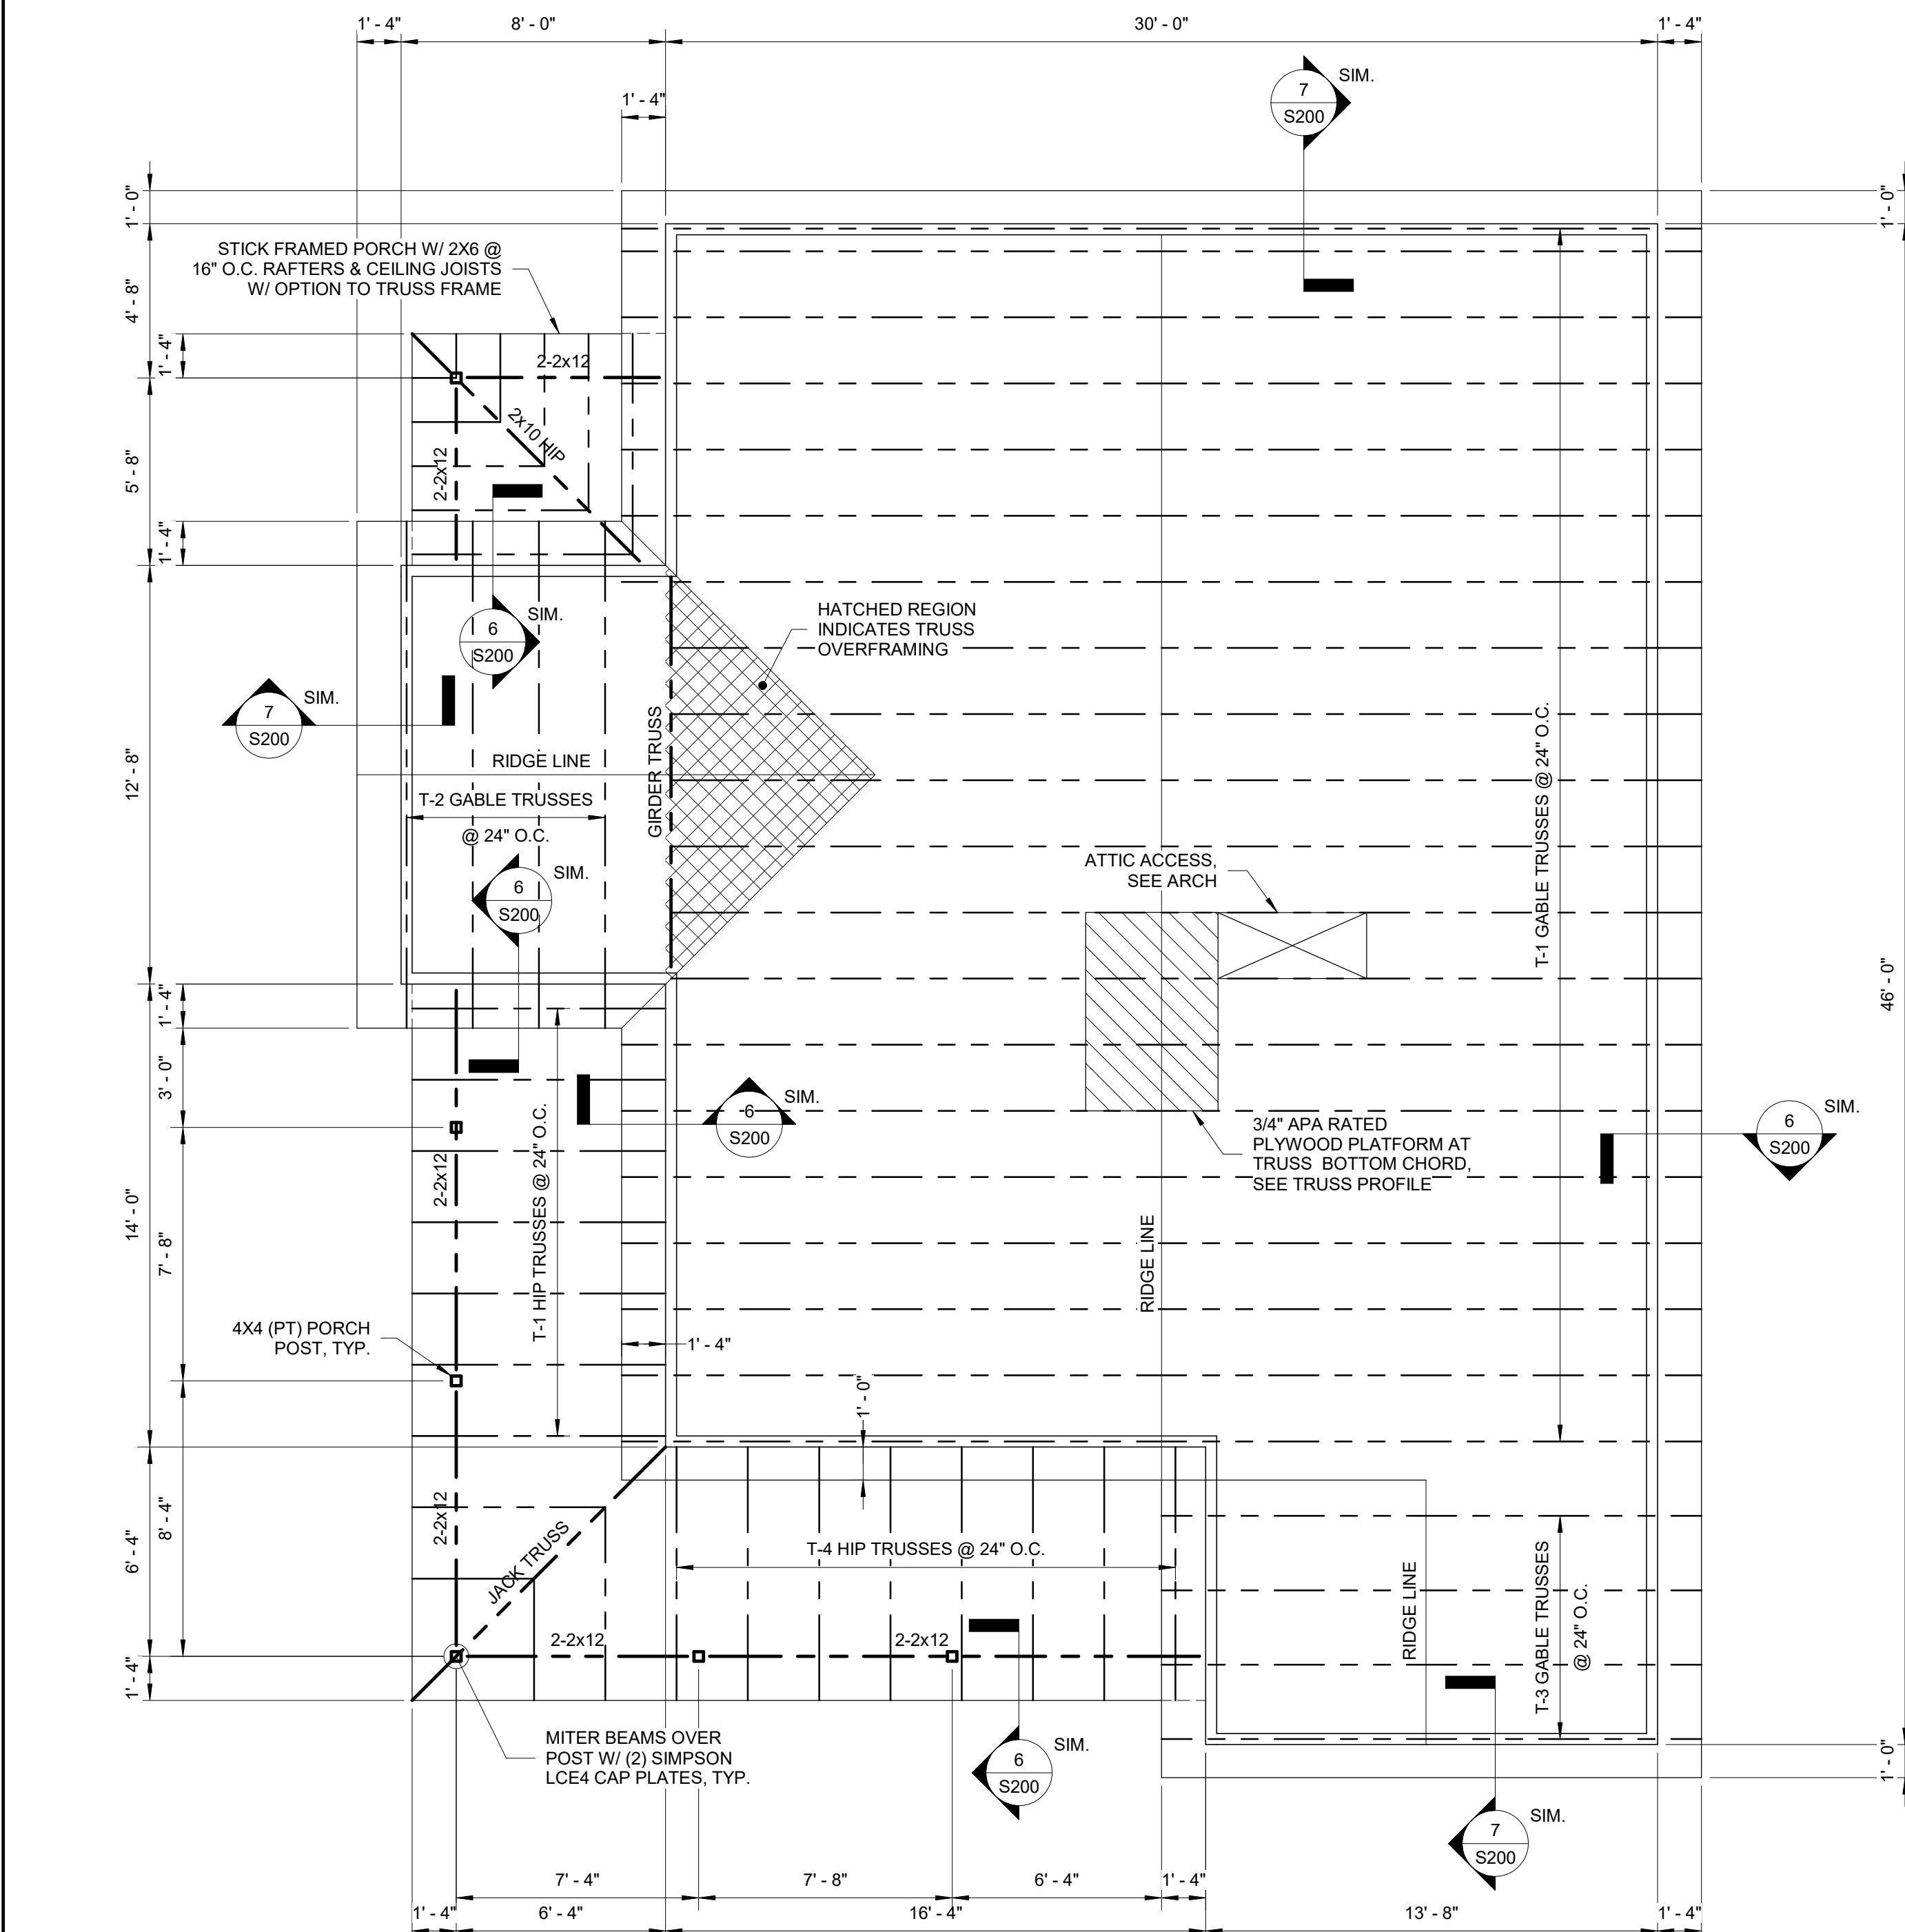 1' - 4"
8' - 0"
30' - 0"
1' - 4"
1' - 4"
7
S200
SIM.
1' - 0"
4' - 8"
1' - 4"
5' - 8"
1' - 4"
12' - 8"
1' - 4"
3' - 0"
14' - 0"
7' - 8"
6' - 4"
8' - 4"
1' - 4"
STICK FRAMED PORCH W/ 2X6 @
16" O.C. RAFTERS & CEILING JOISTS
W/ OPTION TO TRUSS FRAME
2-2x12
2x10 HIP
2-2x12
6
S200
SIM.
7
S200
SIM.
HATCHED REGION
INDICATES TRUSS
OVERFRAMING
RIDGE LINE
GIRDER TRUSS
T-2 GABLE TRUSSES
@ 24" O.C.
6
S200
SIM.
ATTIC ACCESS,
SEE ARCH
T-1 GABLE TRUSSES @ 24" O.C.
1' - 0"
46' - 0"
1' - 0"
6
S200
SIM.
3/4" APA RATED
PLYWOOD PLATFORM AT
TRUSS BOTTOM CHORD,
SEE TRUSS PROFILE
6
S200
SIM.
2-2x12
T-1 HIP TRUSSES @ 24" O.C.
RIDGE LINE
4X4 (PT) PORCH
POST, TYP.
1' - 4"
1' - 0"
2-2x12
JACK TRUSS
T-4 HIP TRUSSES @ 24" O.C.
RIDGE LINE
T-3 GABLE TRUSSES
@ 24" O.C.
2-2x12
2-2x12
MITER BEAMS OVER
POST W/ (2) SIMPSON
LCE4 CAP PLATES, TYP.
6
S200
SIM.
7
S200
SIM.
7' - 4"
7' - 8"
6' - 4"
1' - 4"
1' - 4"
6' - 4"
16' - 4"
13' - 8"
1' - 4"